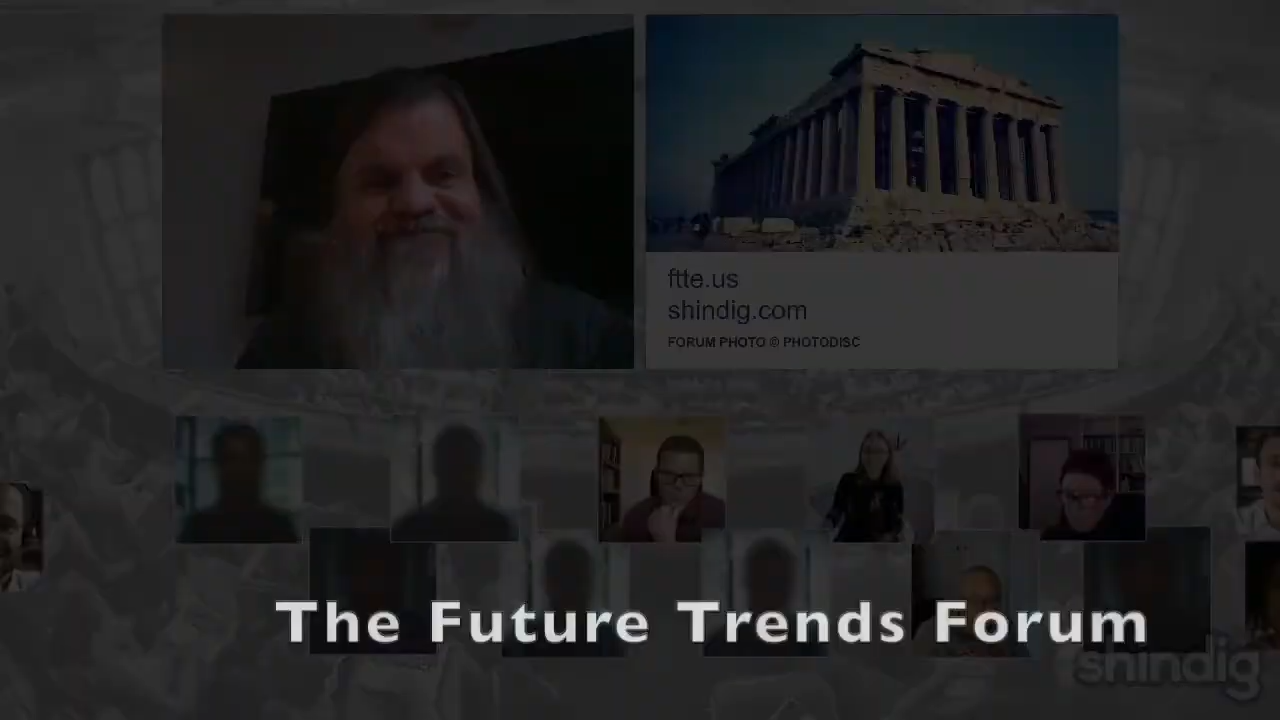 ftte.us
shindig.com
FORUM PHOTO © PHOTODISC
The Future Trends Forum
shindig